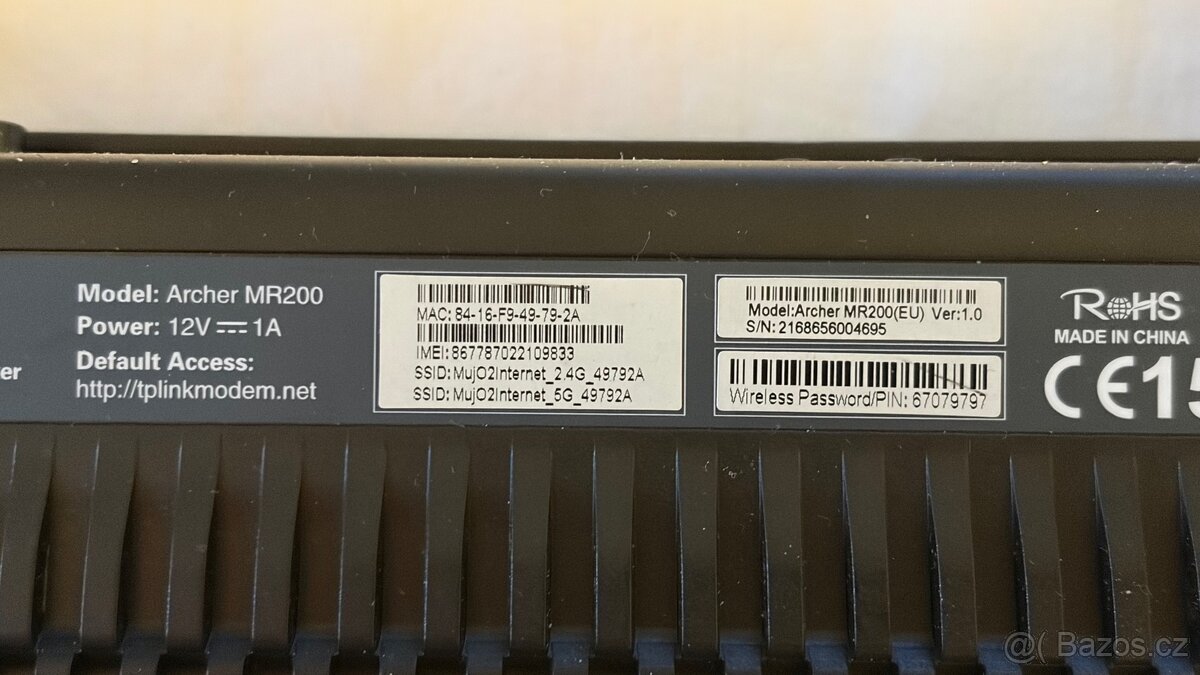 Model: Archer MR200
Power: 12V ⎓ 1A
Default Access:
http://tplinkmodem.net
MAC: 84-16-F9-49-79-2A
IMEI:867787022109833
SSID:MujO2Internet_2.4G_49792A
SSID:MujO2Internet_5G_49792A
Model:Archer MR200(EU) Ver:1.0
S/N:2168656004695
Wireless Password/PIN: 67079797
RoHS
MADE IN CHINA
CE15
@( Bazos.cz